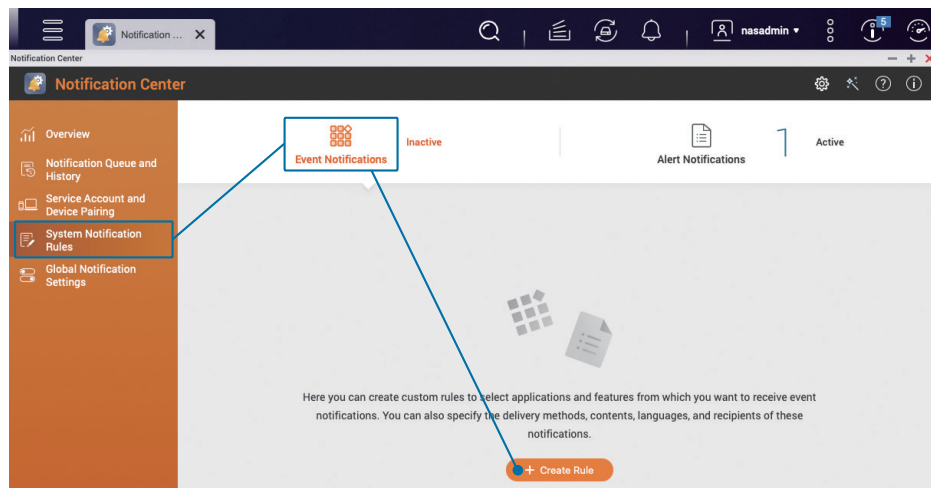 Notification ...
nasadmin
5
Notification Center
Notification Center
Overview
Notification Queue and
History
Service Account and
Device Pairing
System Notification
Rules
Global Notification
Settings
Event Notifications
Inactive
Alert Notifications
1
Active
Here you can create custom rules to select applications and features from which you want to receive event
notifications. You can also specify the delivery methods, contents, languages, and recipients of these
notifications.
+ Create Rule